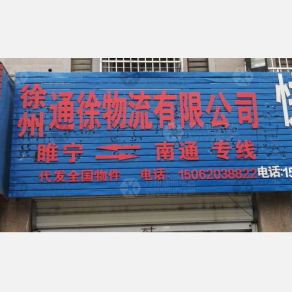 徐州通徐物流有限公司
睢宁 南通 专线
代发全国物件 电话:15062038822
电话:15